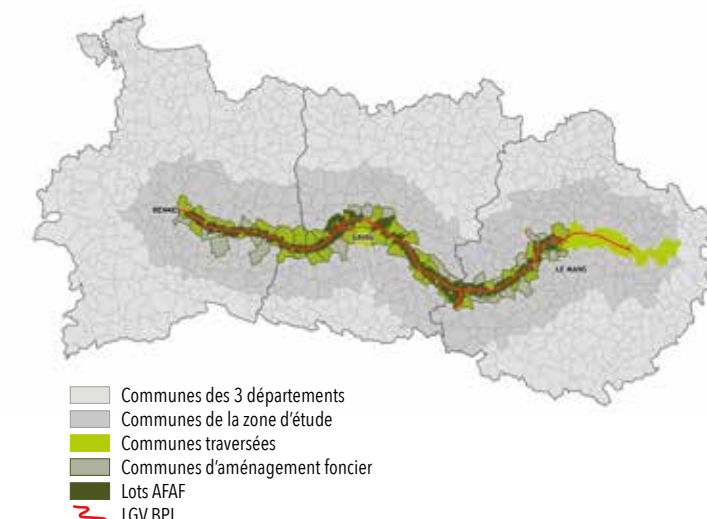 RENNES
LAVAL
LE MANS
Communes des 3 départements
Communes de la zone d'étude
Communes traversées
Communes d'aménagement foncier
Lots AFAF
LGV BPL